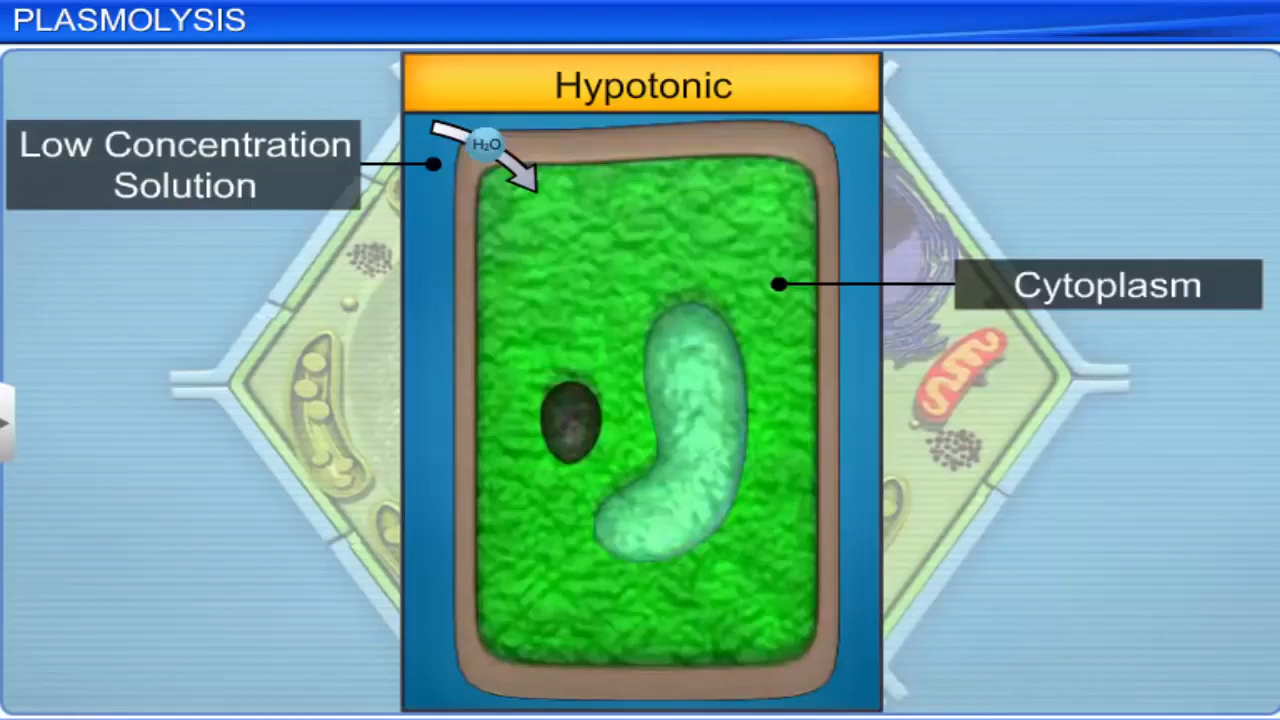 PLASMOLYSIS
Hypotonic
Low Concentration
Solution
H₂O
Cytoplasm